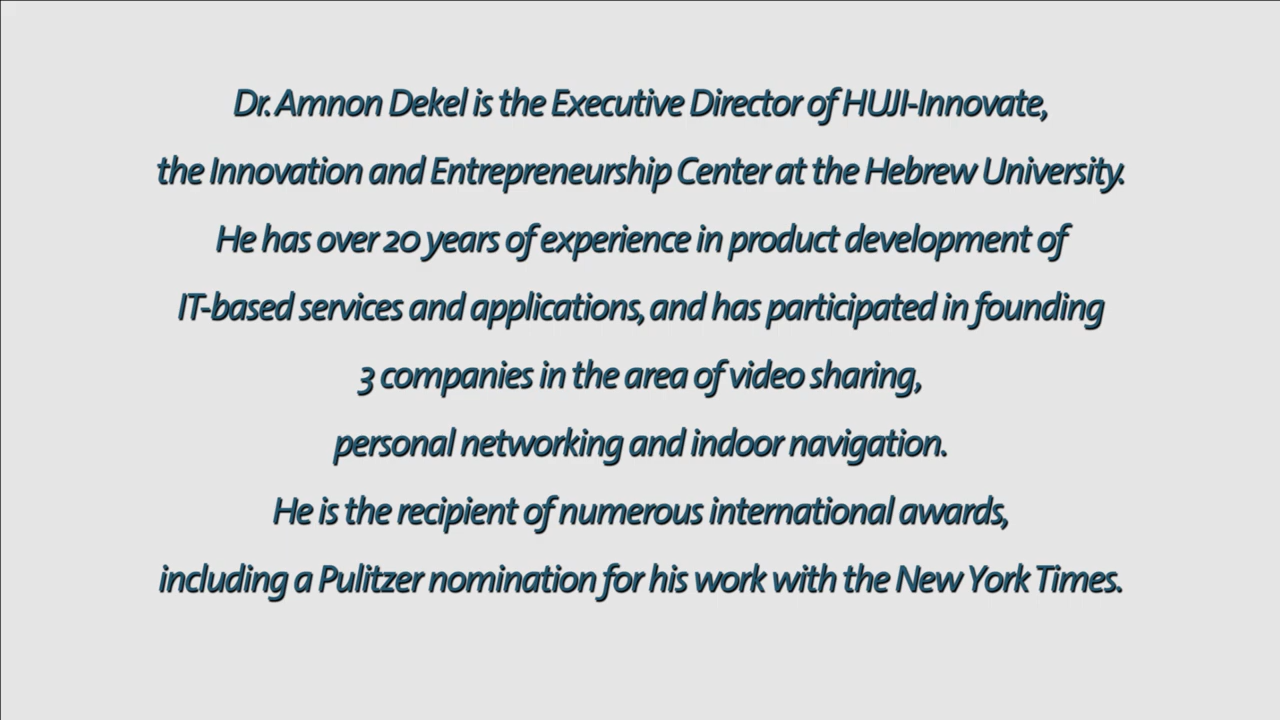 Dr. Amnon Dekel is the Executive Director of HUJI-Innovate,
the Innovation and Entrepreneurship Center at the Hebrew University.
He has over 20 years of experience in product development of
IT-based services and applications, and has participated in founding
3 companies in the area of video sharing,
personal networking and indoor navigation.
He is the recipient of numerous international awards,
including a Pulitzer nomination for his work with the New York Times.